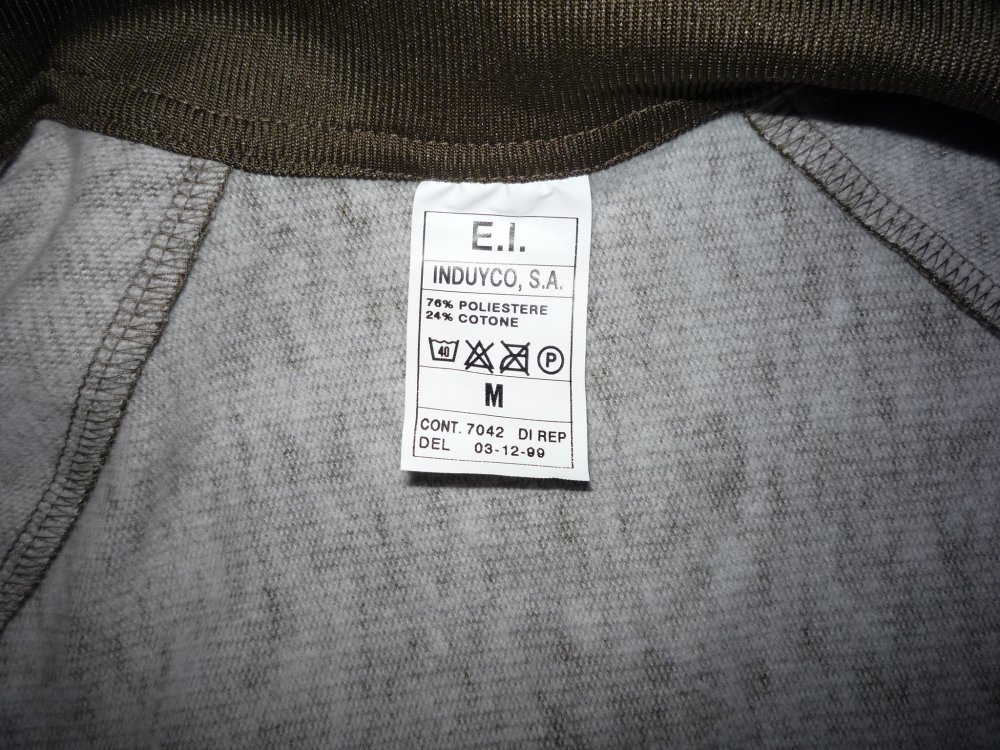 E.I.
INDUYCO, S.A.
76% POLIESTERE
24% COTONE
40 P
M
CONT. 7042 DI REP
DEL 03-12-99